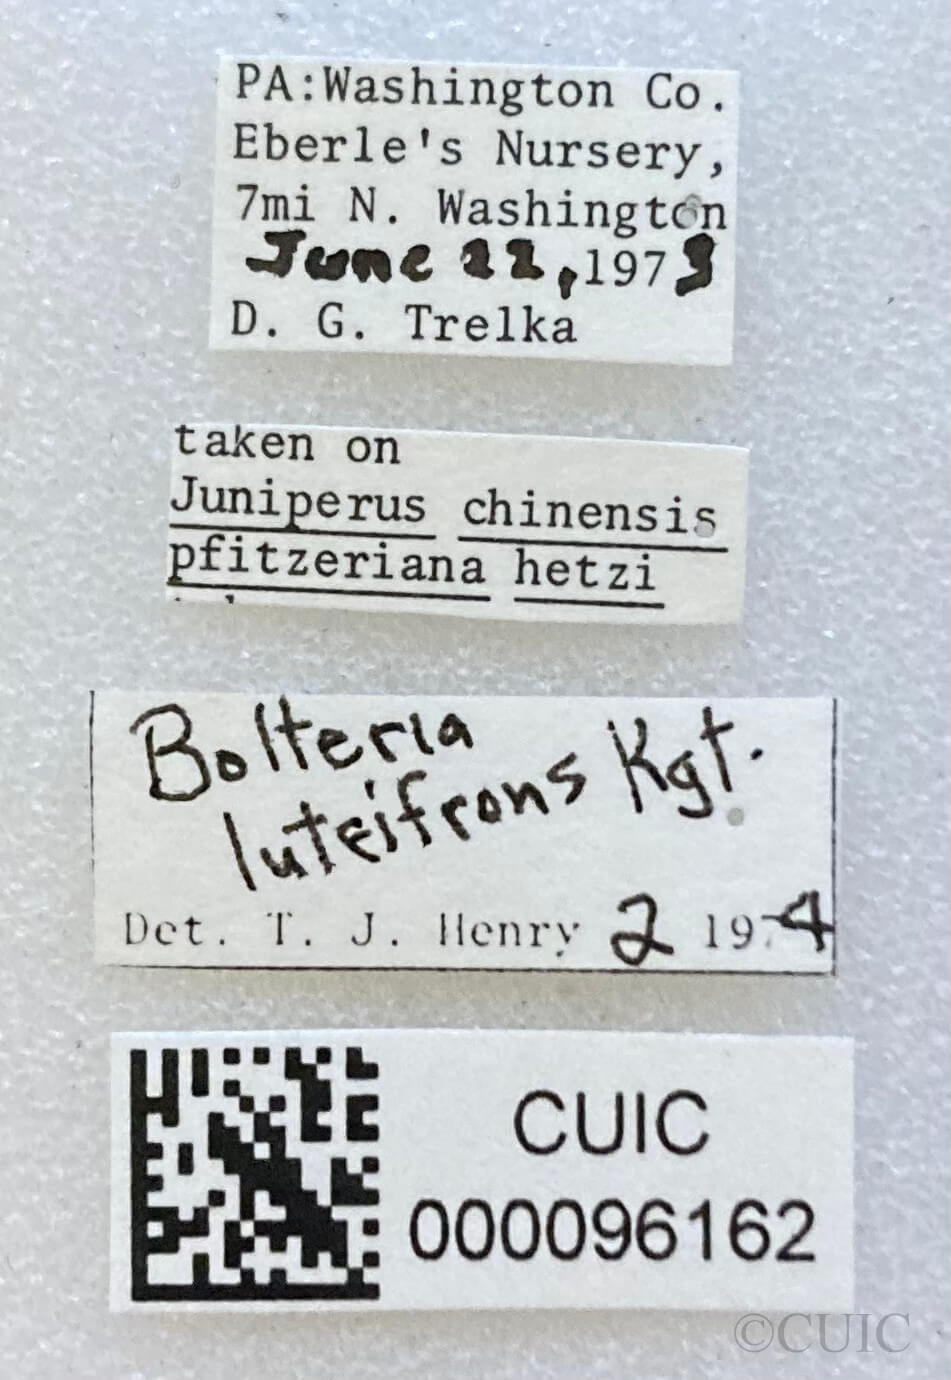 PA:Washington Co.
Eberle's Nursery,
7mi N. Washington
June 22, 1973
D. G. Trelka
taken on
Juniperus chinensis
pfitzeriana hetzi
Bolteria
luteifrons Kgt.
Det. T. J. Henry 2 1974
CUIC
000096162
©CUIC